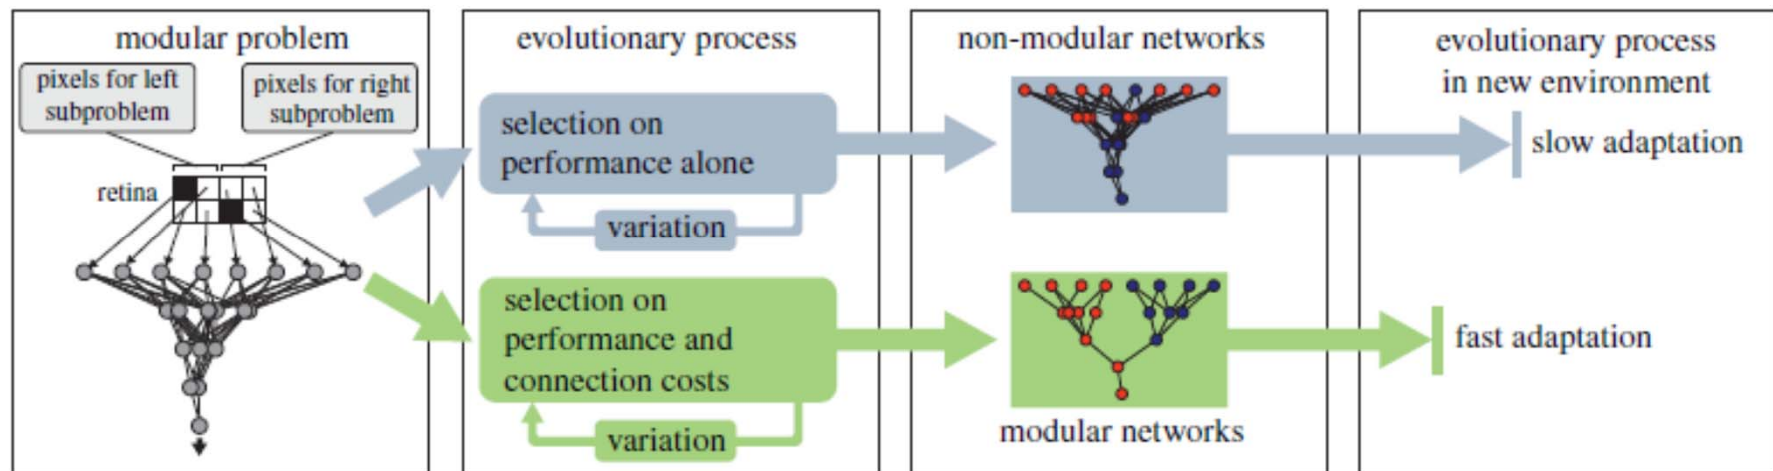 modular problem
pixels for left
subproblem
pixels for right
subproblem
retina
evolutionary process
selection on
performance alone
variation
selection on
performance and
connection costs
variation
non-modular networks
modular networks
evolutionary process
in new environment
slow adaptation
fast adaptation